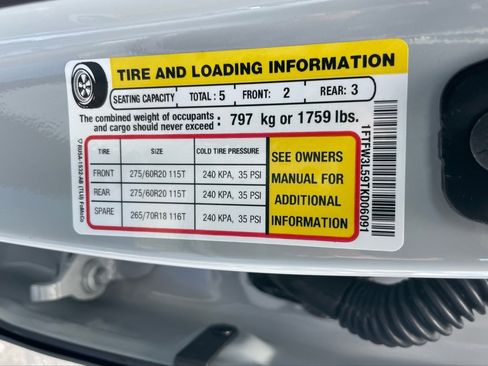 TIRE AND LOADING INFORMATION
SEATING CAPACITY TOTAL : 5 FRONT: 2 REAR: 3
The combined weight of occupants and cargo should never exceed : 797 kg or 1759 lbs.
TIRE SIZE COLD TIRE PRESSURE
FRONT 275/60R20 115T 240 KPA, 35 PSI
REAR 275/60R20 115T 240 KPA, 35 PSI
SPARE 265/70R18 116T 240 KPA, 35 PSI
SEE OWNERS
MANUAL FOR
ADDITIONAL
INFORMATION